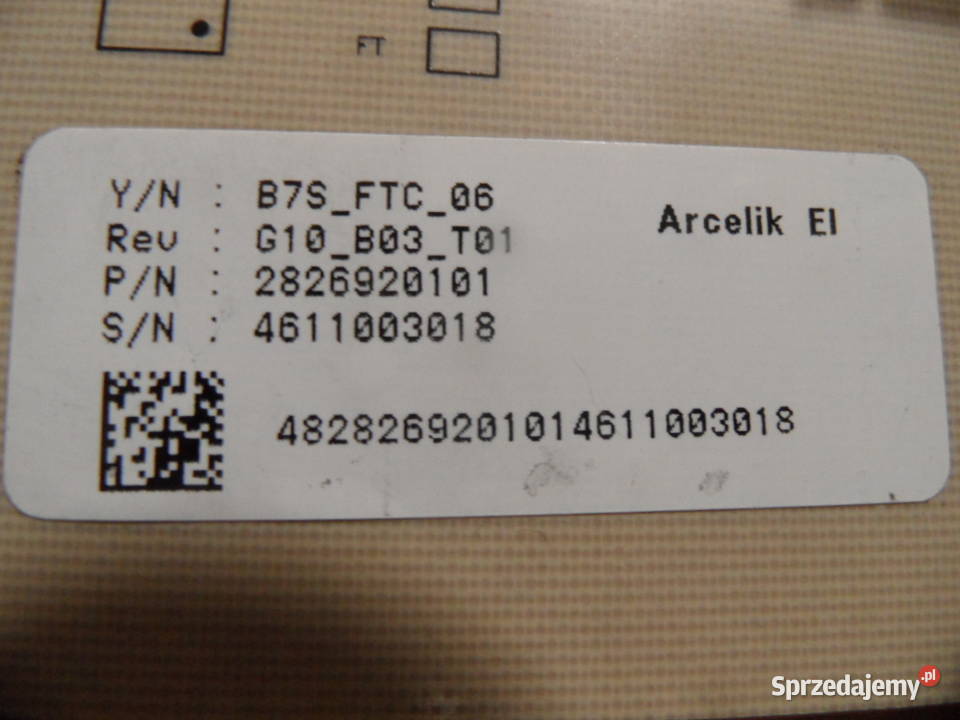 FT
Y/N : B7S_FTC_06
Rev : G10_B03_T01
Arcelik El
P/N : 2826920101
S/N : 4611003018
4828269201014611003018
Sprzedajemy.pl